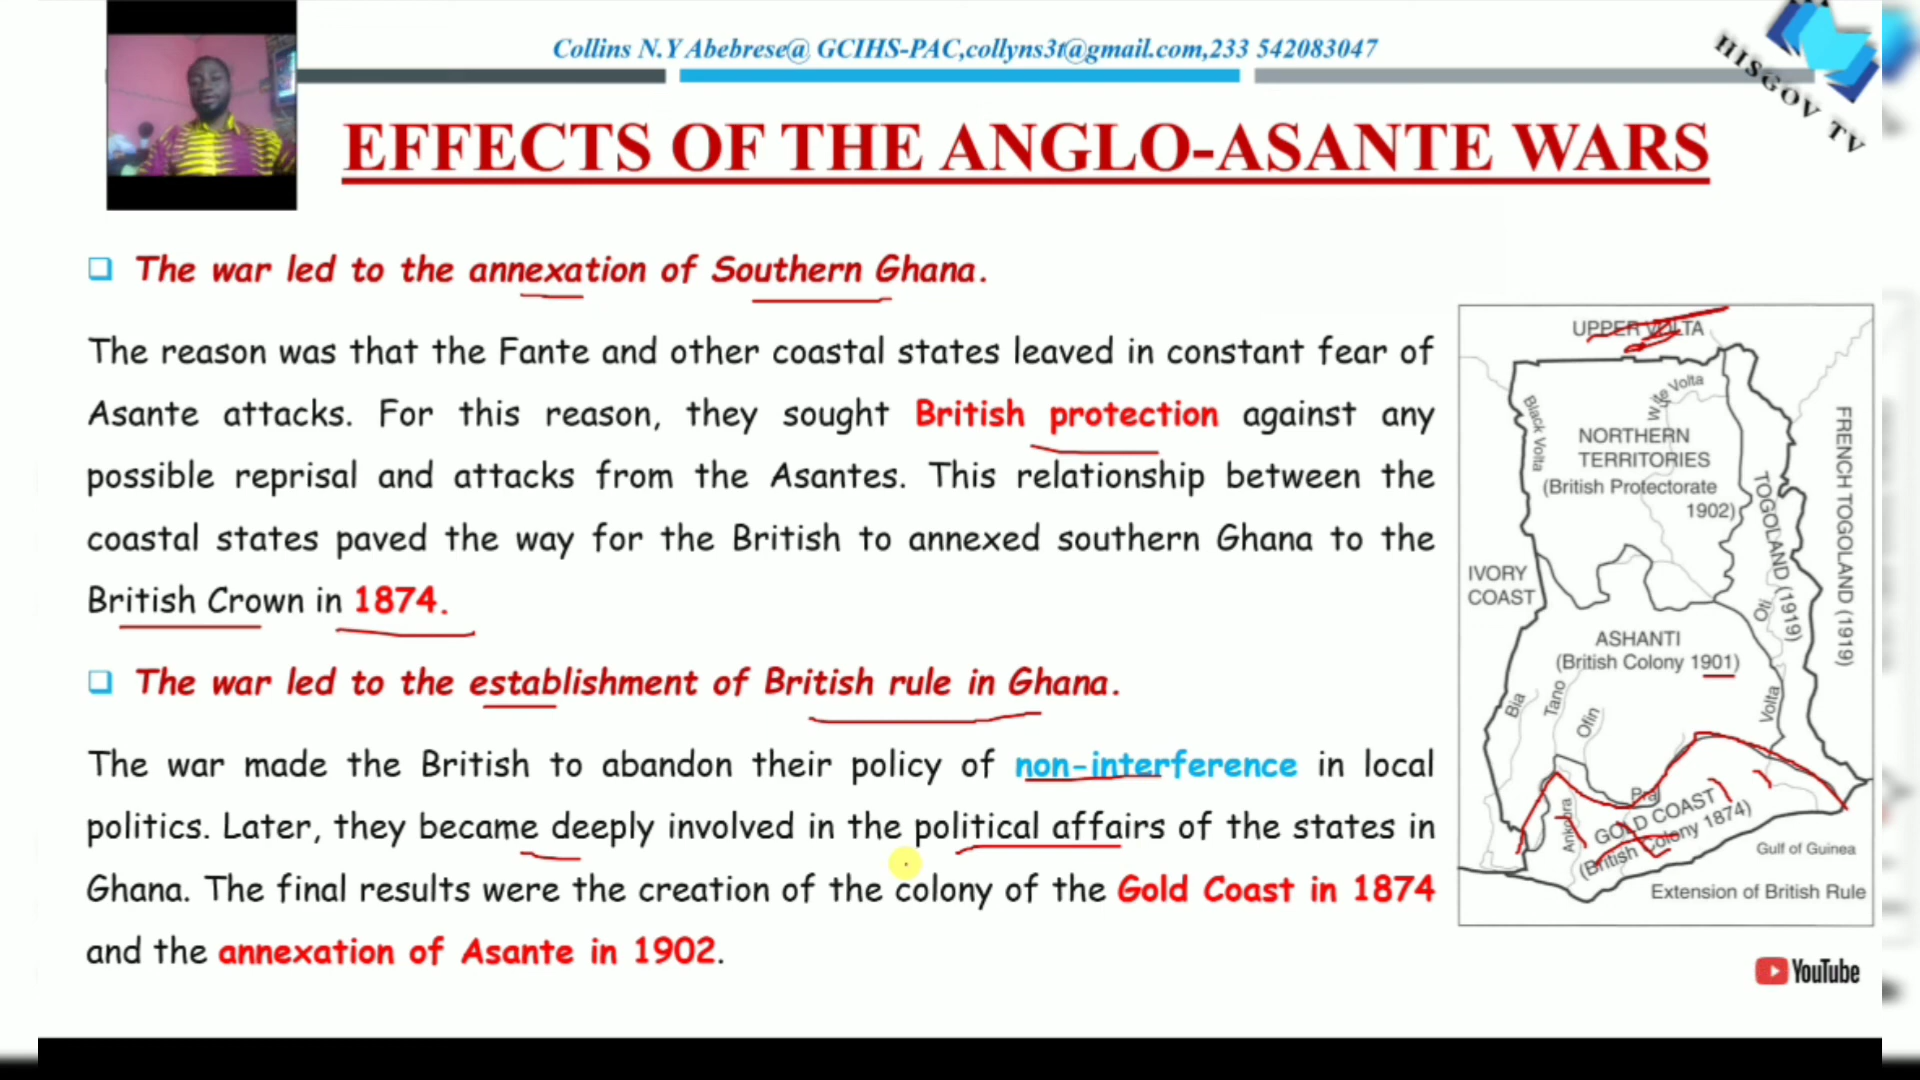 Collins N.Y Abebrese@ GCIHS-PAC,collyns3t@gmail.com,233 542083047
HISGOV TV
EFFECTS OF THE ANGLO-ASANTE WARS
The war led to the annexation of Southern Ghana.
The reason was that the Fante and other coastal states leaved in constant fear of
Asante attacks. For this reason, they sought British protection against any
possible reprisal and attacks from the Asantes. This relationship between the
coastal states paved the way for the British to annexed southern Ghana to the
British Crown in 1874.
The war led to the establishment of British rule in Ghana.
The war made the British to abandon their policy of non-interference in local
politics. Later, they became deeply involved in the political affairs of the states in
Ghana. The final results were the creation of the colony of the Gold Coast in 1874
and the annexation of Asante in 1902.
UPPER VOLTA
Black Volta
Volta
NORTHERN
TERRITORIES
(British Protectorate
1902)
TOGOLAND (1919)
FRENCH TOGOLAND (1919)
IVORY
COAST
Oti
ASHANTI
(British Colony 1901)
Bia
Tano
Ofin
Volta
Pra
Ankobra
GOLD COAST
(British Colony 1874)
Gulf of Guinea
Extension of British Rule
YouTube